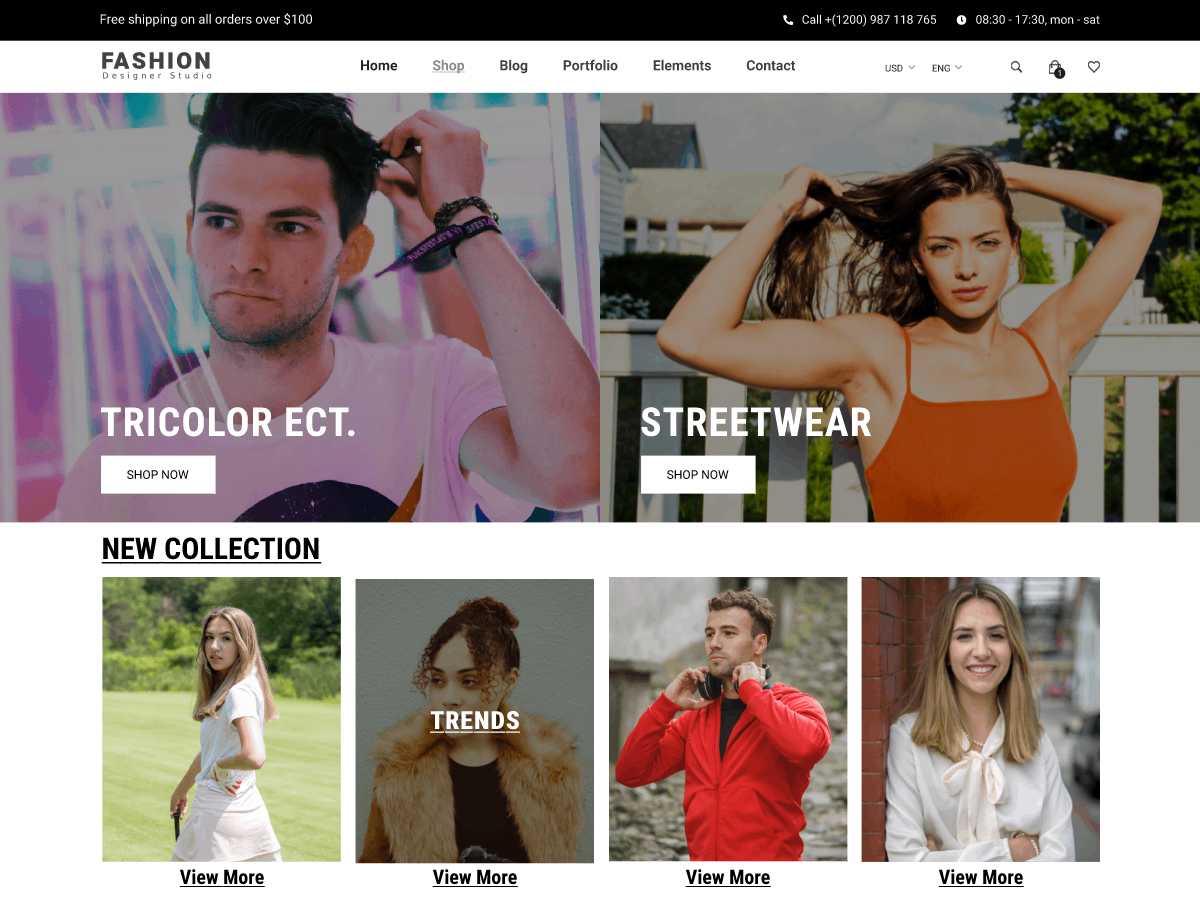 Free shipping on all orders over $100
Call +(1200) 987 118 765
08:30 - 17:30, mon - sat
FASHION
Designer Studio
Home
Shop
Blog
Portfolio
Elements
Contact
USD
ENG
1
TRICOLOR ECT.
SHOP NOW
STREETWEAR
SHOP NOW
NEW COLLECTION
TRENDS
View More
View More
View More
View More